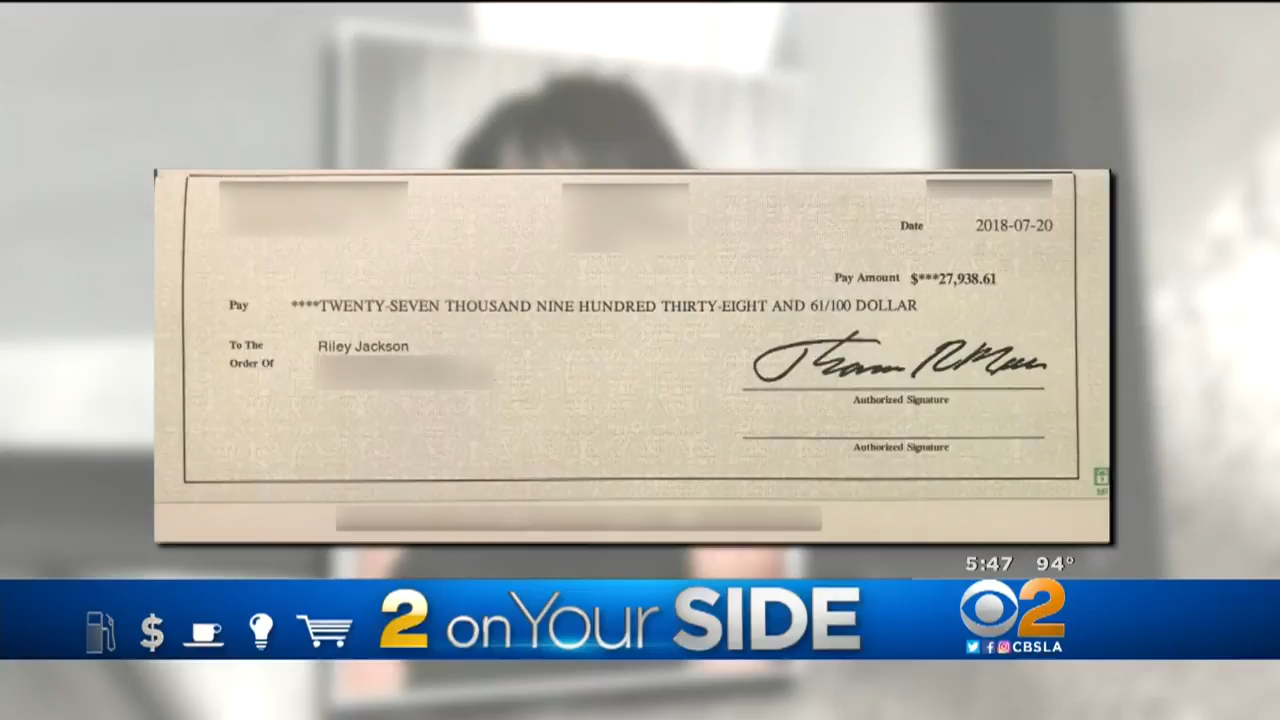 Date 2018-07-20
Pay Amount $***27,938.61
Pay ****TWENTY-SEVEN THOUSAND NINE HUNDRED THIRTY-EIGHT AND 61/100 DOLLAR
To The Order Of
Riley Jackson
Authorized Signature
Authorized Signature
5:47 94°
$ 2 on Your SIDE
2
CBSLA